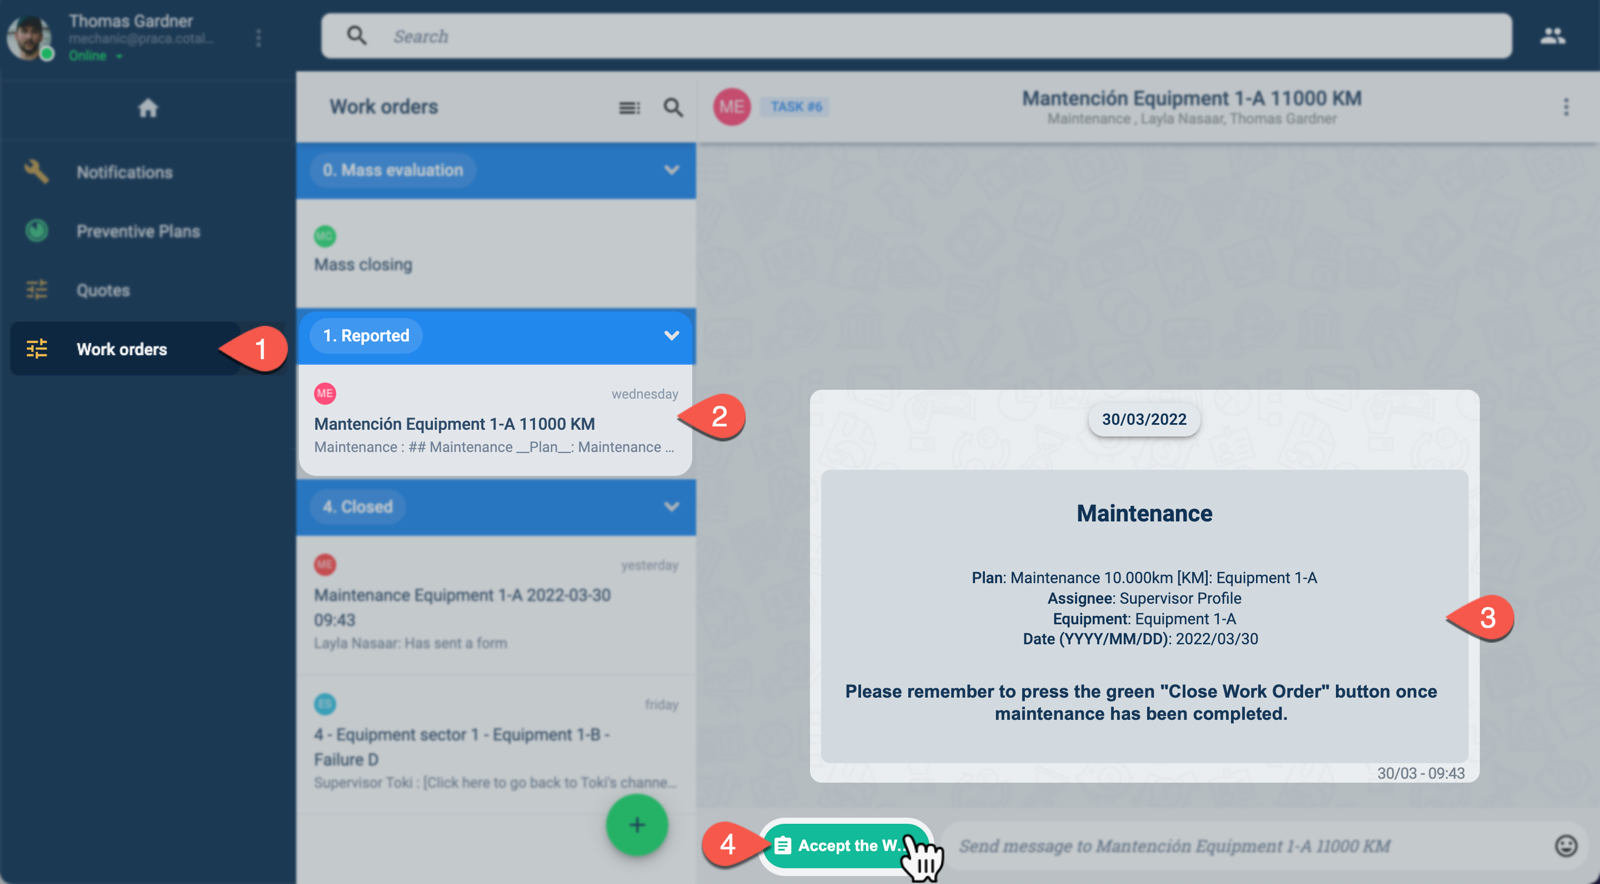 Thomas Gardner
mechanic@praca.cotal...
Online
Search
Notifications
Preventive Plans
Quotes
Work orders
1
Work orders
0. Mass evaluation
MC
Mass closing
1. Reported
ME
wednesday
Mantención Equipment 1-A 11000 KM
Maintenance : ## Maintenance __Plan__: Maintenance ...
2
4. Closed
ME
yesterday
Maintenance Equipment 1-A 2022-03-30
09:43
Layla Nasaar: Has sent a form
ES
friday
4 - Equipment sector 1 - Equipment 1-B -
Failure D
Supervisor Toki : [Click here to go back to Toki's channe...
+
ME
TASK #6
Mantención Equipment 1-A 11000 KM
Maintenance , Layla Nasaar, Thomas Gardner
30/03/2022
Maintenance
Plan: Maintenance 10.000km [KM]: Equipment 1-A
Assignee: Supervisor Profile
Equipment: Equipment 1-A
Date (YYYY/MM/DD): 2022/03/30
3
Please remember to press the green "Close Work Order" button once
maintenance has been completed.
30/03 - 09:43
4
Accept the W...
Send message to Mantención Equipment 1-A 11000 KM